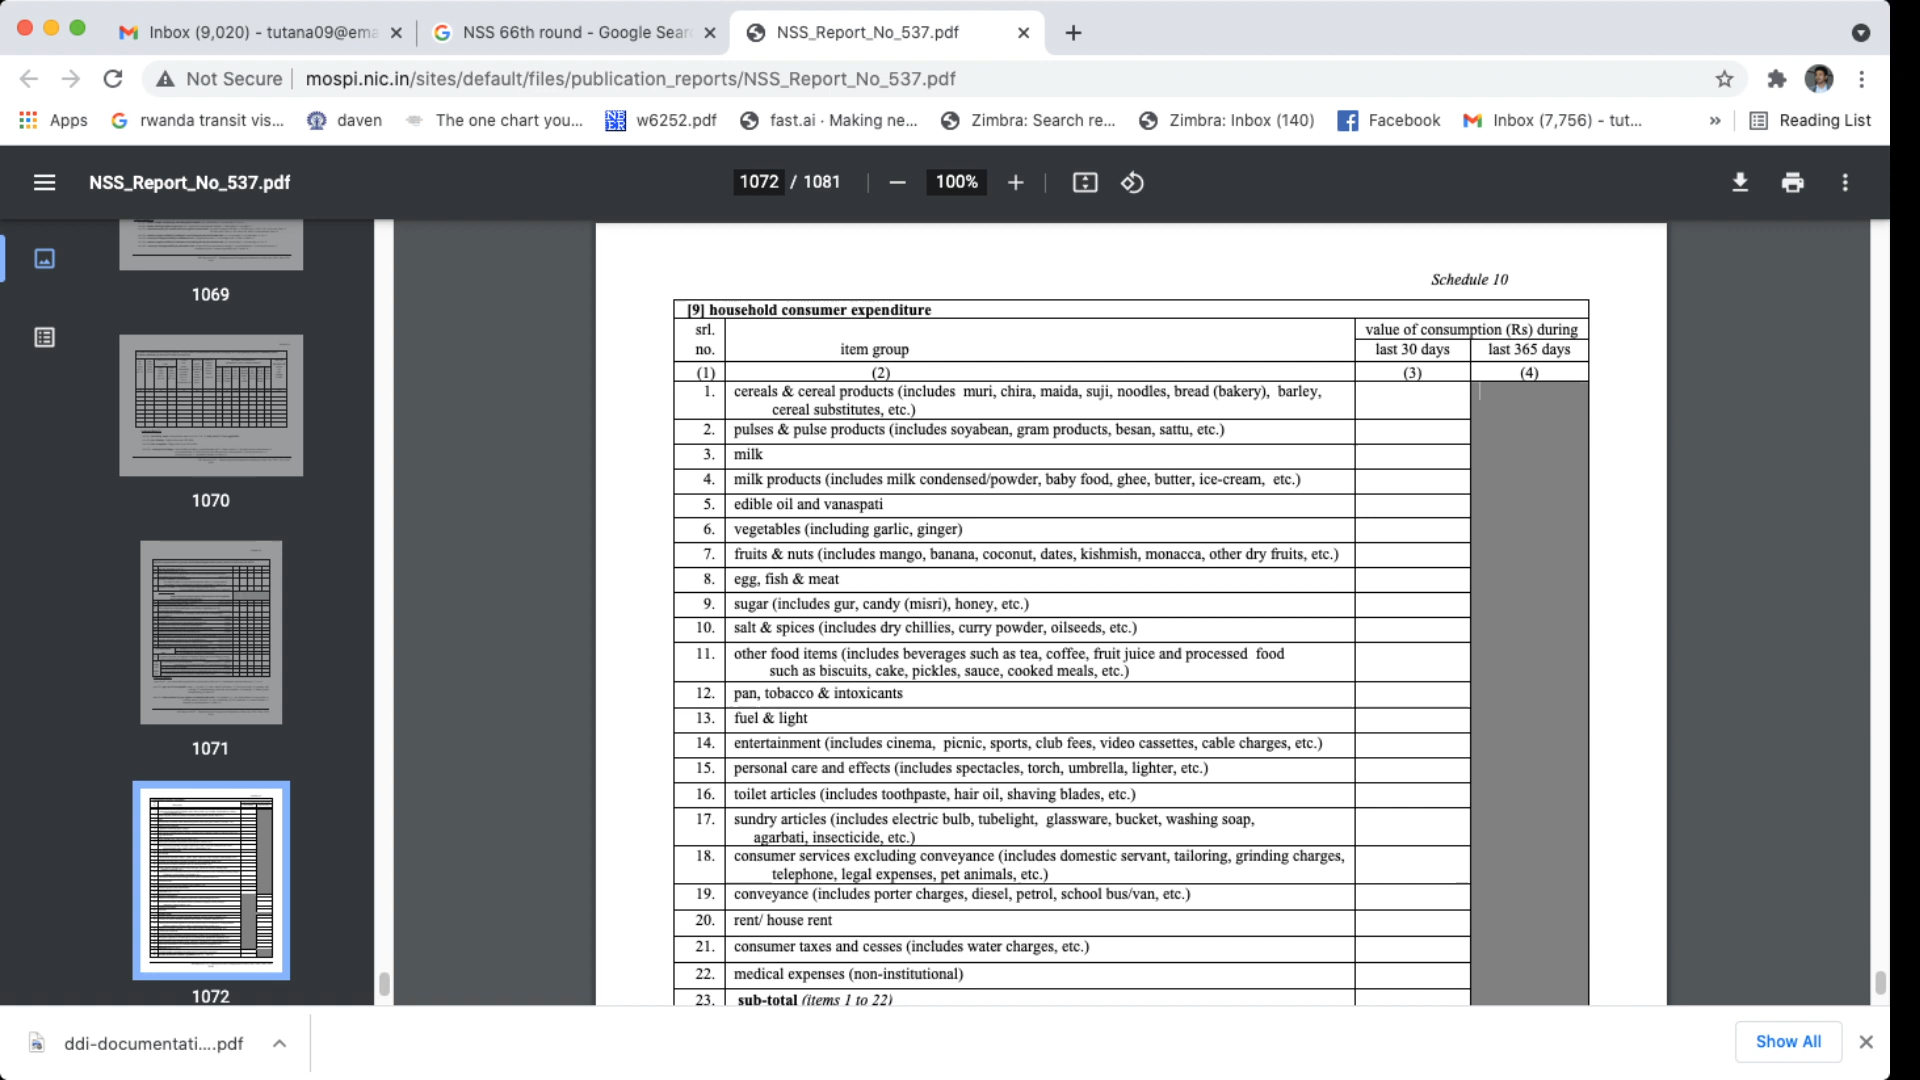 Inbox (9,020) - tutana09@ema
NSS 66th round - Google Sear
NSS_Report_No_537.pdf
Not Secure
mospi.nic.in/sites/default/files/publication_reports/NSS_Report_No_537.pdf
Apps
rwanda transit vis...
daven
The one chart you...
w6252.pdf
fast.ai · Making ne...
Zimbra: Search re...
Zimbra: Inbox (140)
Facebook
Inbox (7,756) - tut...
»
Reading List
NSS_Report_No_537.pdf
1072 / 1081
100%
1069
1070
1071
1072
Schedule 10
[9] household consumer expenditure
srl. value of consumption (Rs) during
no. item group last 30 days last 365 days
(1) (2) (3) (4)
1. cereals & cereal products (includes muri, chira, maida, suji, noodles, bread (bakery), barley,
cereal substitutes, etc.)
2. pulses & pulse products (includes soyabean, gram products, besan, sattu, etc.)
3. milk
4. milk products (includes milk condensed/powder, baby food, ghee, butter, ice-cream, etc.)
5. edible oil and vanaspati
6. vegetables (including garlic, ginger)
7. fruits & nuts (includes mango, banana, coconut, dates, kishmish, monacca, other dry fruits, etc.)
8. egg, fish & meat
9. sugar (includes gur, candy (misri), honey, etc.)
10. salt & spices (includes dry chillies, curry powder, oilseeds, etc.)
11. other food items (includes beverages such as tea, coffee, fruit juice and processed food
such as biscuits, cake, pickles, sauce, cooked meals, etc.)
12. pan, tobacco & intoxicants
13. fuel & light
14. entertainment (includes cinema, picnic, sports, club fees, video cassettes, cable charges, etc.)
15. personal care and effects (includes spectacles, torch, umbrella, lighter, etc.)
16. toilet articles (includes toothpaste, hair oil, shaving blades, etc.)
17. sundry articles (includes electric bulb, tubelight, glassware, bucket, washing soap,
agarbati, insecticide, etc.)
18. consumer services excluding conveyance (includes domestic servant, tailoring, grinding charges,
telephone, legal expenses, pet animals, etc.)
19. conveyance (includes porter charges, diesel, petrol, school bus/van, etc.)
20. rent/ house rent
21. consumer taxes and cesses (includes water charges, etc.)
22. medical expenses (non-institutional)
23. sub-total (items 1 to 22)
ddi-documentati....pdf
Show All